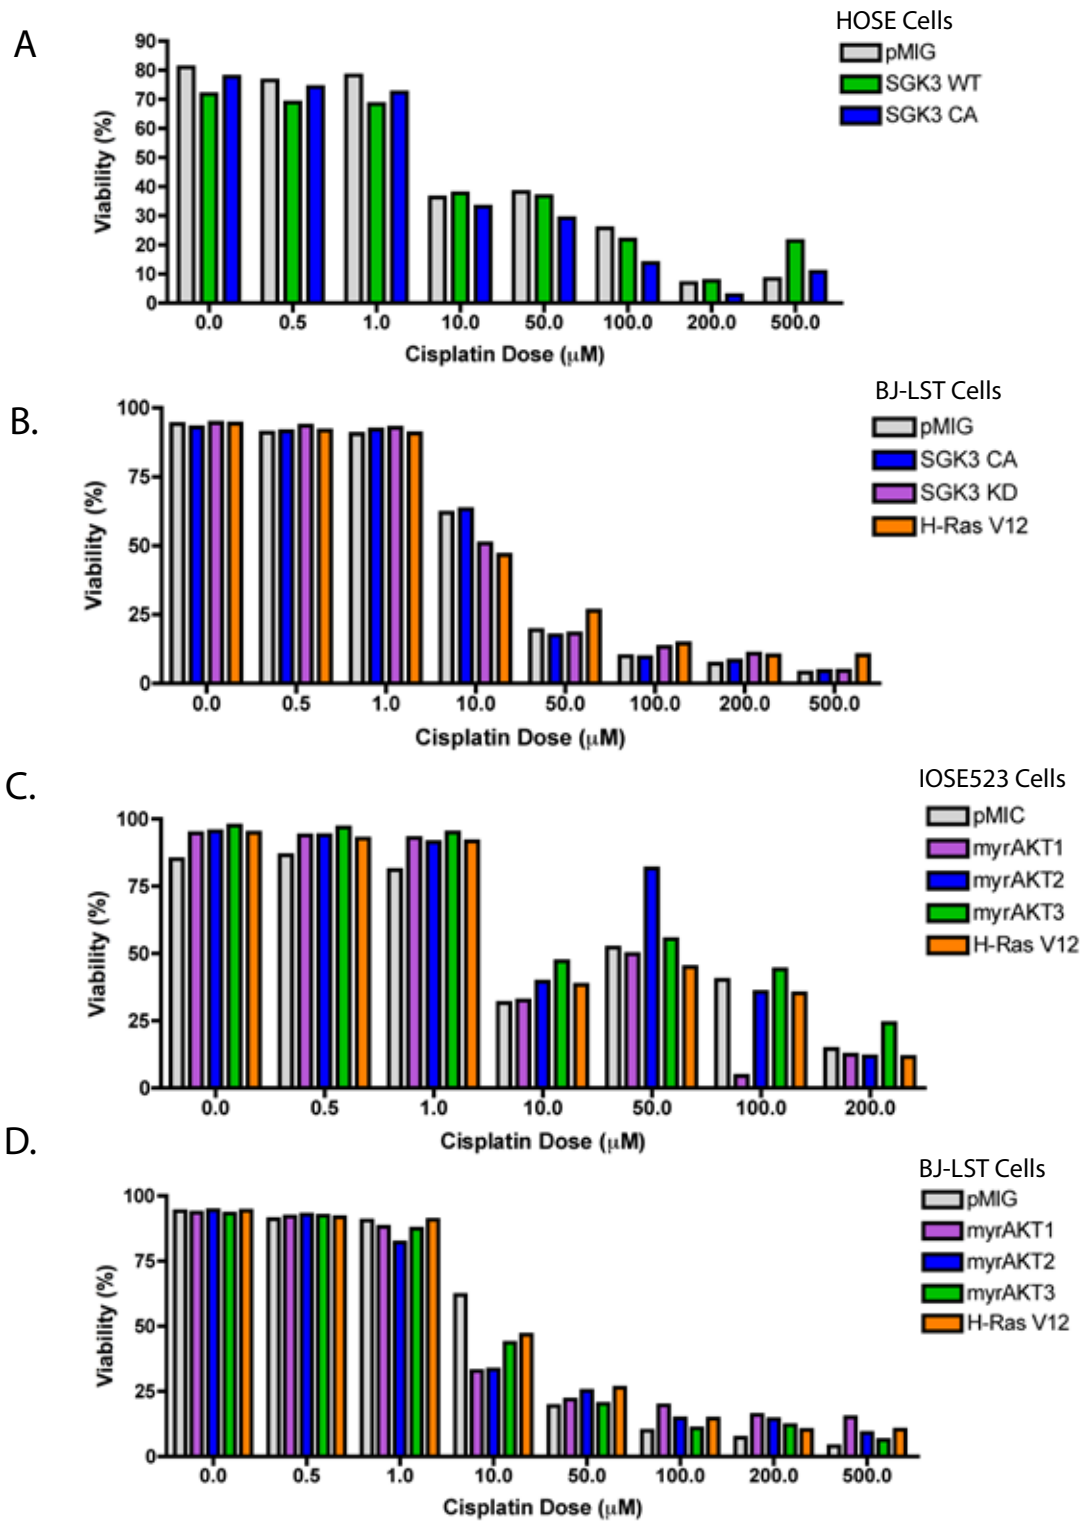 A
HOSE Cells
pMIG
SGK3 WT
SGK3 CA
Viability (%)
90
80
70
60
50
40
30
20
10
0
0.0 0.5 1.0 10.0 50.0 100.0 200.0 500.0
Cisplatin Dose (μM)
B.
BJ-LST Cells
pMIG
SGK3 CA
SGK3 KD
H-Ras V12
Viability (%)
100
75
50
25
0
0.0 0.5 1.0 10.0 50.0 100.0 200.0 500.0
Cisplatin Dose (μM)
C.
IOSE523 Cells
pMIC
myrAKT1
myrAKT2
myrAKT3
H-Ras V12
Viability (%)
100
75
50
25
0
0.0 0.5 1.0 10.0 50.0 100.0 200.0
Cisplatin Dose (μM)
D.
BJ-LST Cells
pMIG
myrAKT1
myrAKT2
myrAKT3
H-Ras V12
Viability (%)
100
75
50
25
0
0.0 0.5 1.0 10.0 50.0 100.0 200.0 500.0
Cisplatin Dose (μM)